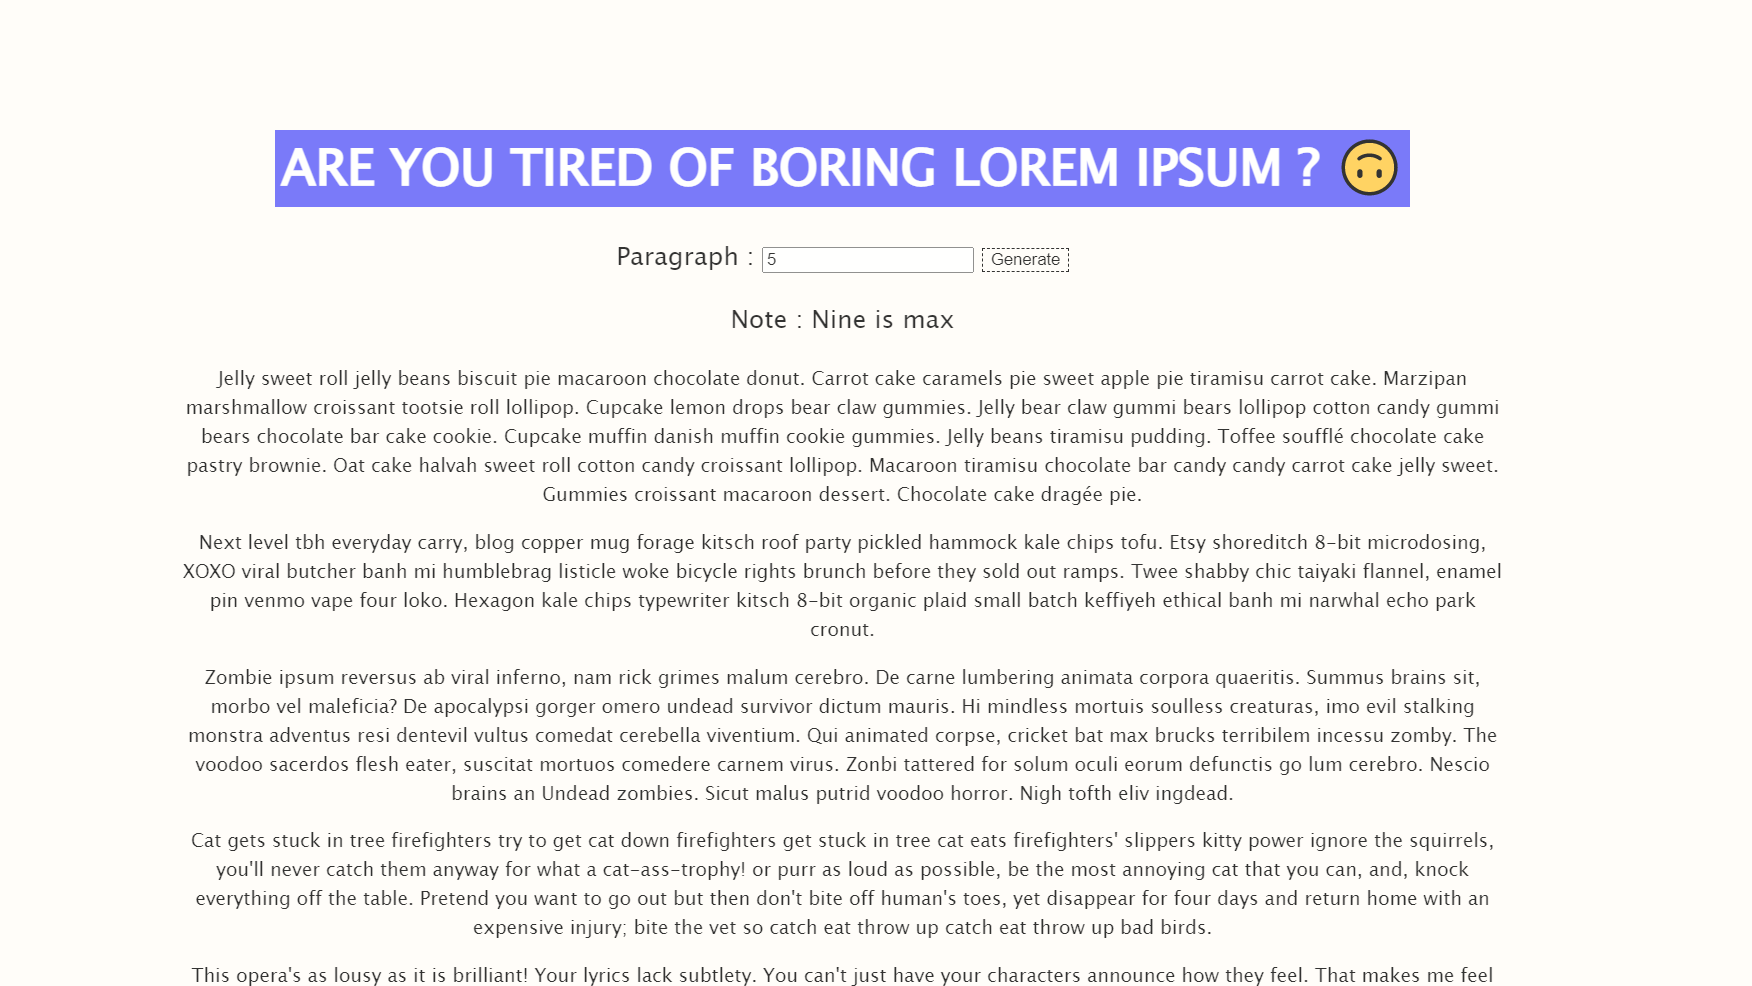 ARE YOU TIRED OF BORING LOREM IPSUM ? 🙃
Paragraph : 5 Generate
Note : Nine is max
Jelly sweet roll jelly beans biscuit pie macaroon chocolate donut. Carrot cake caramels pie sweet apple pie tiramisu carrot cake. Marzipan
marshmallow croissant tootsie roll lollipop. Cupcake lemon drops bear claw gummies. Jelly bear claw gummi bears lollipop cotton candy gummi
bears chocolate bar cake cookie. Cupcake muffin danish muffin cookie gummies. Jelly beans tiramisu pudding. Toffee soufflé chocolate cake
pastry brownie. Oat cake halvah sweet roll cotton candy croissant lollipop. Macaroon tiramisu chocolate bar candy candy carrot cake jelly sweet.
Gummies croissant macaroon dessert. Chocolate cake dragée pie.
Next level tbh everyday carry, blog copper mug forage kitsch roof party pickled hammock kale chips tofu. Etsy shoreditch 8-bit microdosing,
XOXO viral butcher banh mi humblebrag listicle woke bicycle rights brunch before they sold out ramps. Twee shabby chic taiyaki flannel, enamel
pin venmo vape four loko. Hexagon kale chips typewriter kitsch 8-bit organic plaid small batch keffiyeh ethical banh mi narwhal echo park
cronut.
Zombie ipsum reversus ab viral inferno, nam rick grimes malum cerebro. De carne lumbering animata corpora quaeritis. Summus brains sit,
morbo vel maleficia? De apocalypsi gorger omero undead survivor dictum mauris. Hi mindless mortuis soulless creaturas, imo evil stalking
monstra adventus resi dentevil vultus comedat cerebella viventium. Qui animated corpse, cricket bat max brucks terribilem incessu zomby. The
voodoo sacerdos flesh eater, suscitat mortuos comedere carnem virus. Zonbi tattered for solum oculi eorum defunctis go lum cerebro. Nescio
brains an Undead zombies. Sicut malus putrid voodoo horror. Nigh tofth eliv ingdead.
Cat gets stuck in tree firefighters try to get cat down firefighters get stuck in tree cat eats firefighters' slippers kitty power ignore the squirrels,
you'll never catch them anyway for what a cat-ass-trophy! or purr as loud as possible, be the most annoying cat that you can, and, knock
everything off the table. Pretend you want to go out but then don't bite off human's toes, yet disappear for four days and return home with an
expensive injury; bite the vet so catch eat throw up catch eat throw up bad birds.
This opera's as lousy as it is brilliant! Your lyrics lack subtlety. You can't just have your characters announce how they feel. That makes me feel